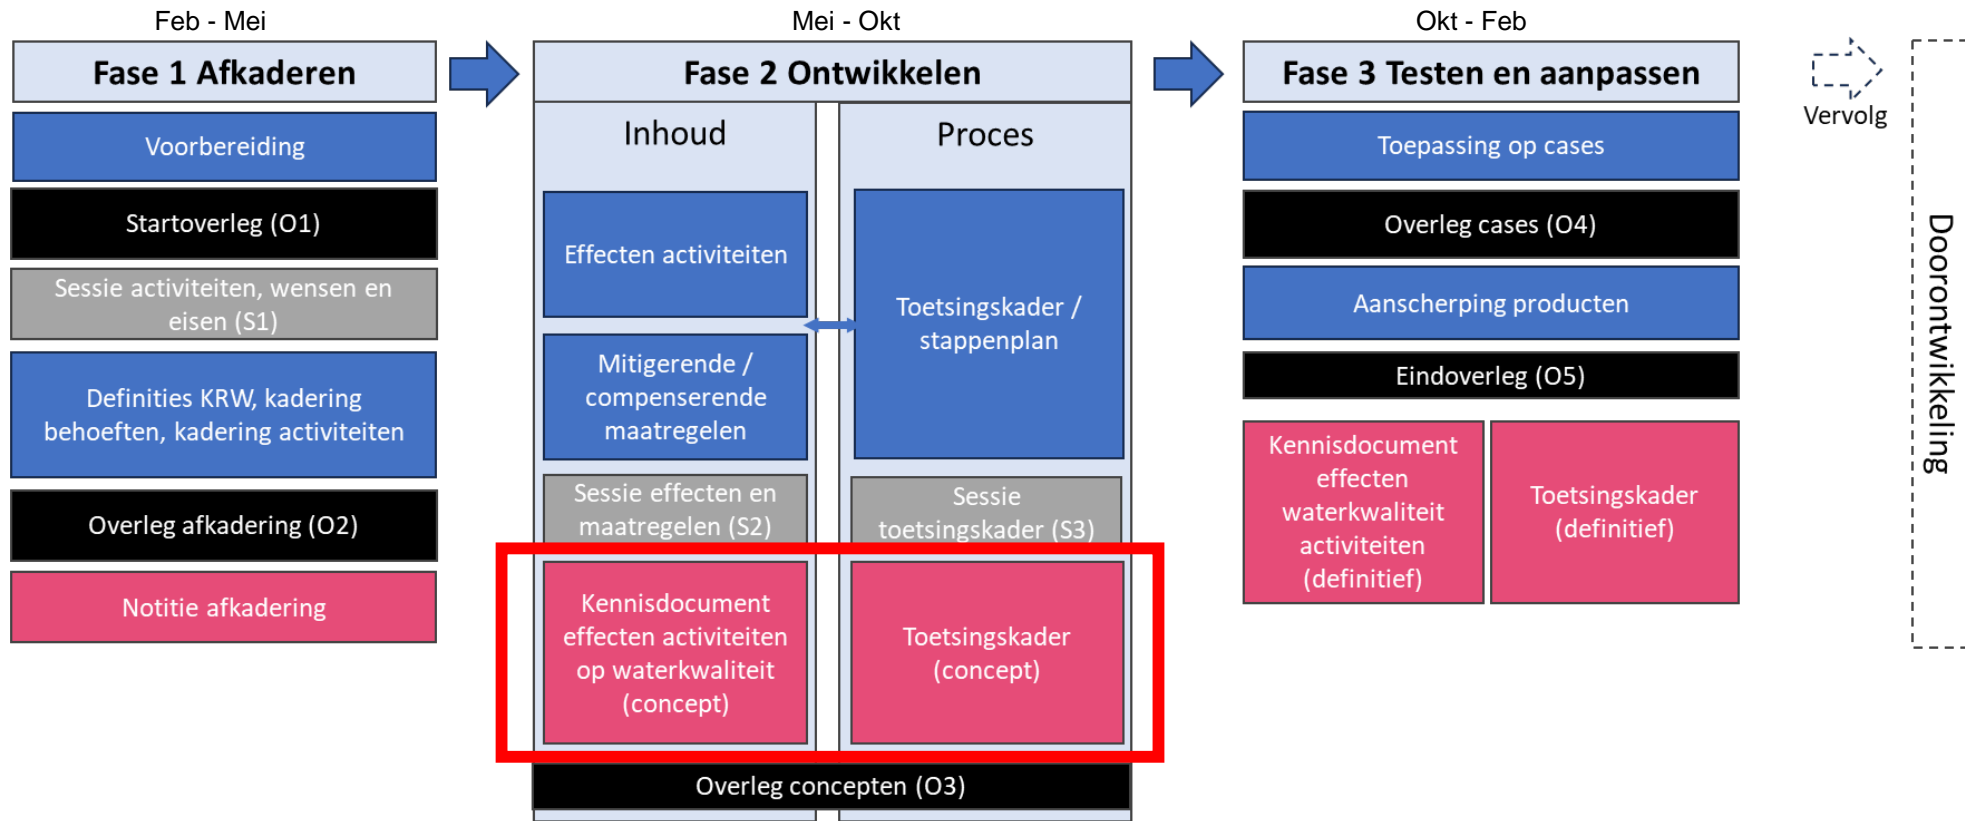 Feb - Mei
Fase 1 Afkaderen
Voorbereiding
Startoverleg (O1)
Sessie activiteiten, wensen en
eisen (S1)
Definities KRW, kadering
behoeften, kadering activiteiten
Overleg afkadering (O2)
Notitie afkadering
Mei - Okt
Fase 2 Ontwikkelen
Inhoud
Effecten activiteiten
Mitigerende /
compenserende
maatregelen
Sessie effecten en
maatregelen (S2)
Kennisdocument
effecten activiteiten
op waterkwaliteit
(concept)
Proces
Toetsingskader /
stappenplan
Sessie
toetsingskader (S3)
Toetsingskader
(concept)
Overleg concepten (O3)
Okt - Feb
Fase 3 Testen en aanpassen
Toepassing op cases
Overleg cases (O4)
Aanscherping producten
Eindoverleg (O5)
Kennisdocument
effecten
waterkwaliteit
activiteiten
(definitief)
Toetsingskader
(definitief)
Vervolg
Doorontwikkeling